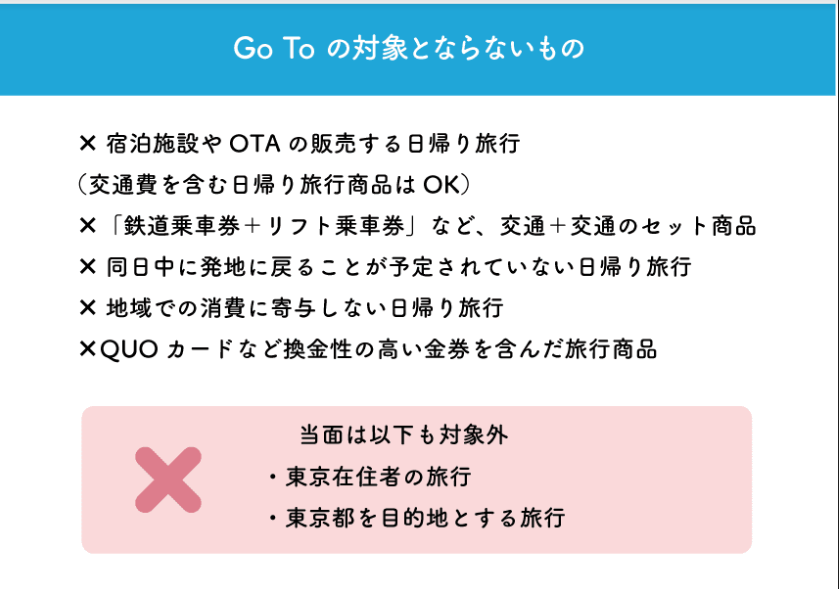 Go To の対象とならないもの
× 宿泊施設や OTA の販売する日帰り旅行
（交通費を含む日帰り旅行商品は OK）
×「鉄道乗車券＋リフト乗車券」など、交通＋交通のセット商品
× 同日中に発地に戻ることが予定されていない日帰り旅行
× 地域での消費に寄与しない日帰り旅行
×QUO カードなど換金性の高い金券を含んだ旅行商品
当面は以下も対象外
・東京在住者の旅行
・東京都を目的地とする旅行